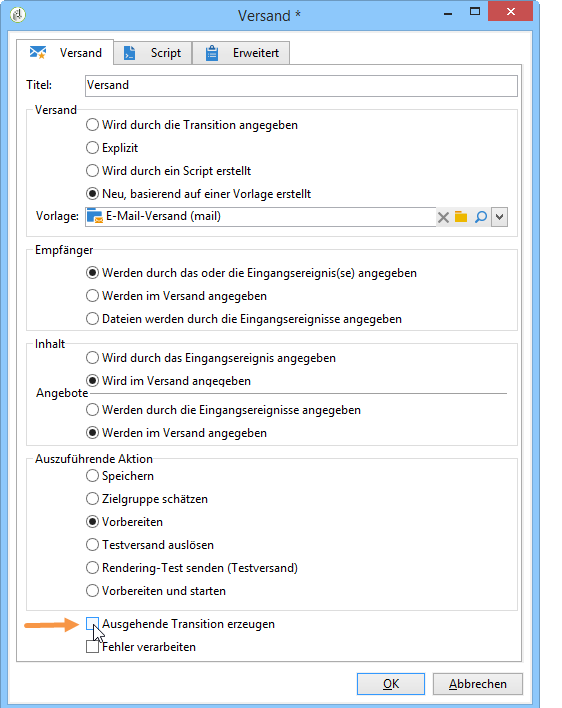 Versand *
Versand Script Erweitert
Titel: Versand
Versand
Wird durch die Transition angegeben
Explizit
Wird durch ein Script erstellt
Neu, basierend auf einer Vorlage erstellt
Vorlage: E-Mail-Versand (mail)
Empfänger
Werden durch das oder die Eingangsereignis(se) angegeben
Werden im Versand angegeben
Dateien werden durch die Eingangsereignisse angegeben
Inhalt
Wird durch das Eingangsereignis angegeben
Wird im Versand angegeben
Angebote
Werden durch die Eingangsereignisse angegeben
Werden im Versand angegeben
Auszuführende Aktion
Speichern
Zielgruppe schätzen
Vorbereiten
Testversand auslösen
Rendering-Test senden (Testversand)
Vorbereiten und starten
Ausgehende Transition erzeugen
Fehler verarbeiten
OK Abbrechen